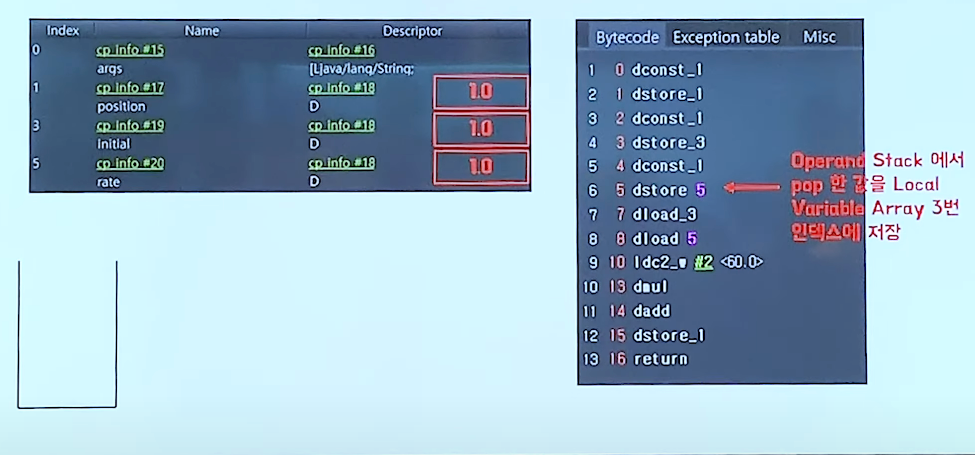 Index Name Descriptor
0 cp info #15 cp info #16
args [Ljava/lang/String;
1 cp info #17 cp info #18 1.0
position D
3 cp info #19 cp info #18 1.0
initial D
5 cp info #20 cp info #18 1.0
rate D
Bytecode Exception table Misc
1 0 dconst_1
2 1 dstore_1
3 2 dconst_1
4 3 dstore_3
5 4 dconst_1
6 5 dstore 5
7 7 dload_3
8 8 dload 5
9 10 ldc2_w #2 <60.0>
10 13 dmul
11 14 dadd
12 15 dstore_1
13 16 return
Operand Stack 에서
pop 한 값을 Local
Variable Array 3번
인덱스에 저장